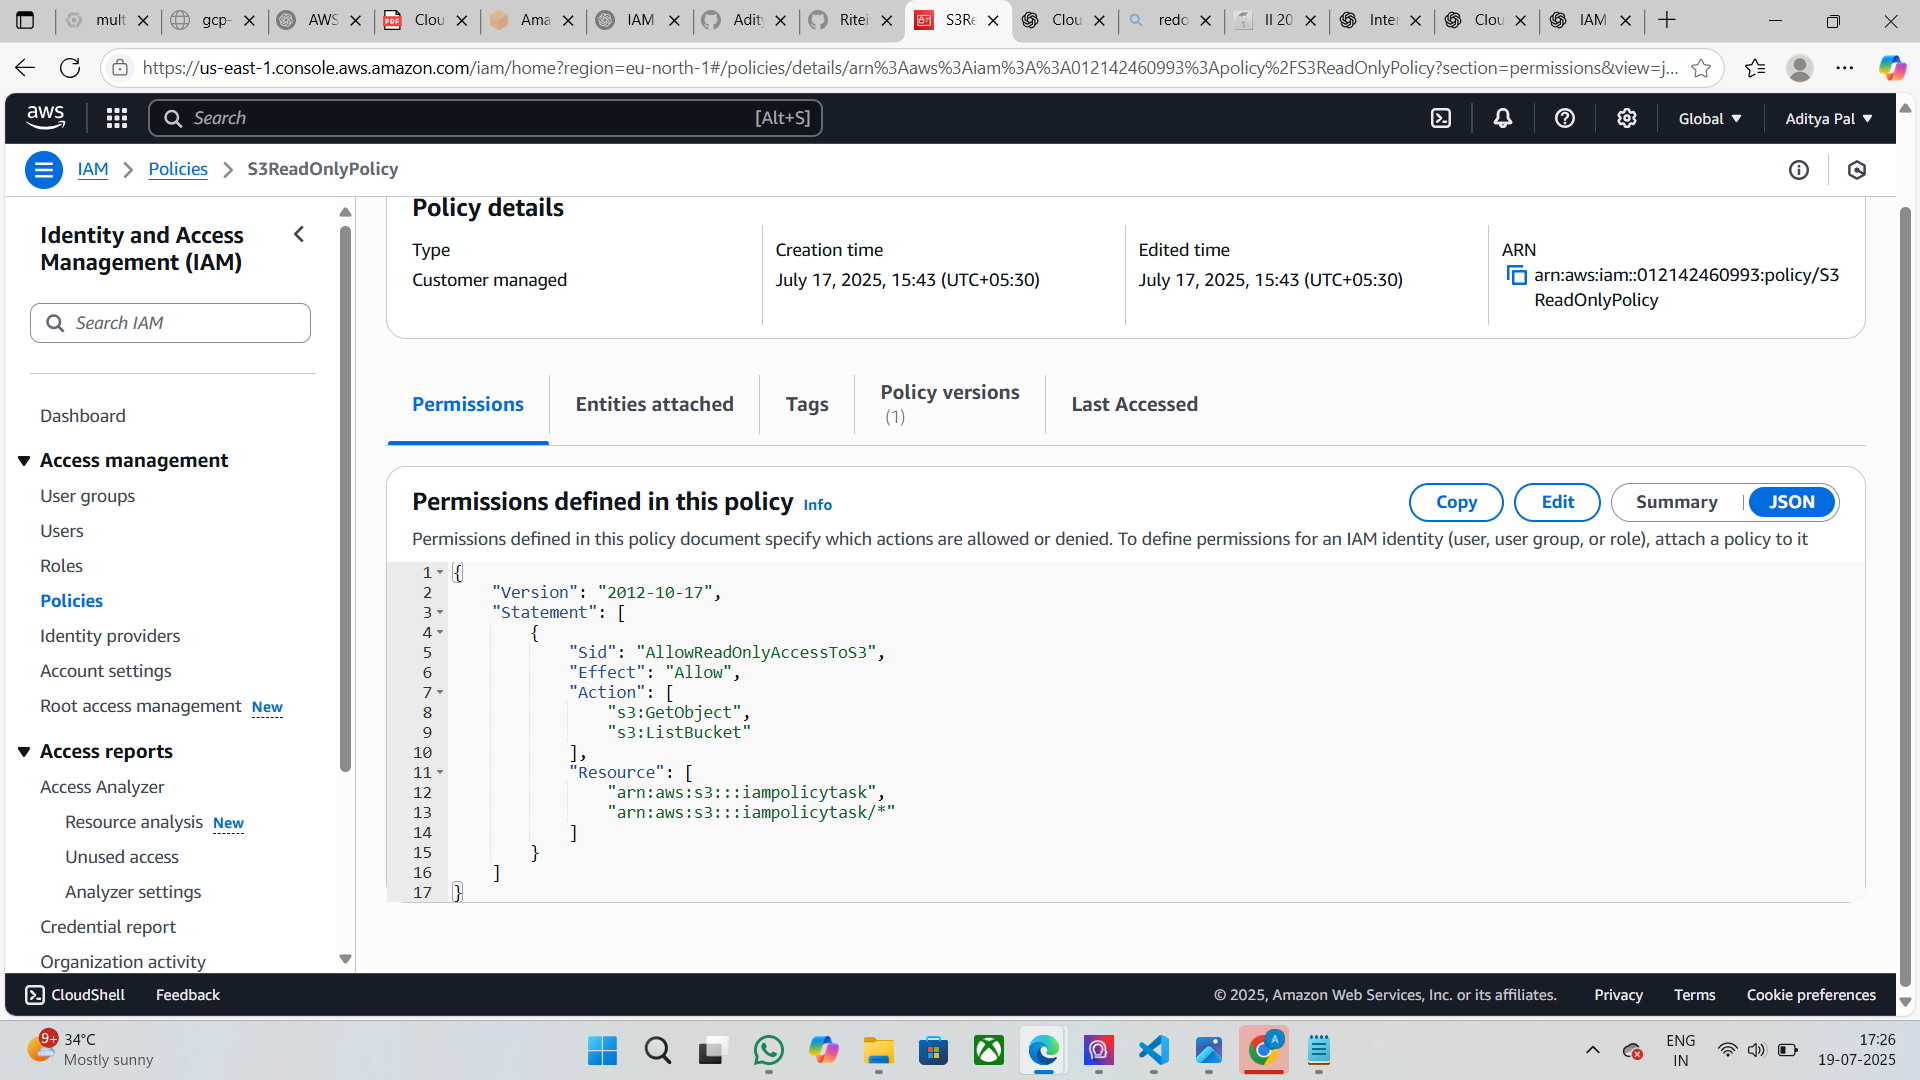 mult
gcp-
AWS
Clou
Ama
IAM
Adity
Ritei
S3Re
Clou
redo
II 20
Inter
Clou
IAM
https://us-east-1.console.aws.amazon.com/iam/home?region=eu-north-1#/policies/details/arn%3Aaws%3Aiam%3A%3A012142460993%3Apolicy%2FS3ReadOnlyPolicy?section=permissions&view=j...
aws
Search
[Alt+S]
Global
Aditya Pal
IAM
Policies
S3ReadOnlyPolicy
Identity and Access
Management (IAM)
Search IAM
Dashboard
Access management
User groups
Users
Roles
Policies
Identity providers
Account settings
Root access management New
Access reports
Access Analyzer
Resource analysis New
Unused access
Analyzer settings
Credential report
Organization activity
Policy details
Type
Customer managed
Creation time
July 17, 2025, 15:43 (UTC+05:30)
Edited time
July 17, 2025, 15:43 (UTC+05:30)
ARN
arn:aws:iam::012142460993:policy/S3
ReadOnlyPolicy
Permissions
Entities attached
Tags
Policy versions
(1)
Last Accessed
Permissions defined in this policy Info
Copy
Edit
Summary
JSON
Permissions defined in this policy document specify which actions are allowed or denied. To define permissions for an IAM identity (user, user group, or role), attach a policy to it
1 {
2 "Version": "2012-10-17",
3 "Statement": [
4 {
5 "Sid": "AllowReadOnlyAccessToS3",
6 "Effect": "Allow",
7 "Action": [
8 "s3:GetObject",
9 "s3:ListBucket"
10 ],
11 "Resource": [
12 "arn:aws:s3:::iampolicytask",
13 "arn:aws:s3:::iampolicytask/*"
14 ]
15 }
16 ]
17 }
CloudShell
Feedback
© 2025, Amazon Web Services, Inc. or its affiliates.
Privacy
Terms
Cookie preferences
9+
34°C
Mostly sunny
A
ENG
IN
17:26
19-07-2025